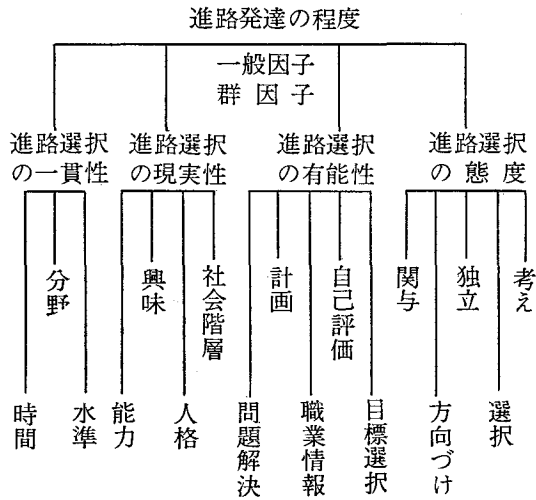 進路発達の程度
一般因子
群因子
進路選択
の一貫性
進路選択
の現実性
進路選択
の有能性
進路選択
の態度
時間
分野
水準
能力
興味
人格
社会階層
問題解決
計画
職業情報
自己評価
目標選択
関与
方向づけ
独立
選択
考え